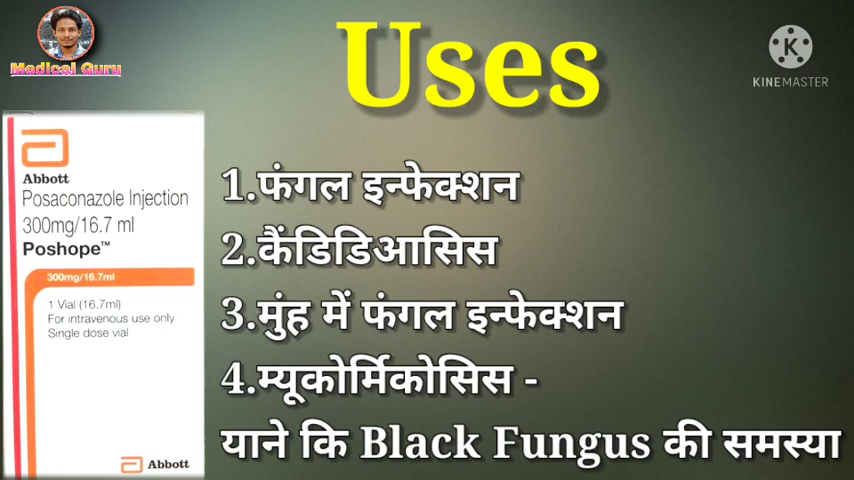 Medical Guru
Uses
K
KINEMASTER
Abbott
Posaconazole Injection
300mg/16.7 ml
Poshope™
300mg/16.7ml
1 Vial (16.7ml)
For intravenous use only
Single dose vial
Abbott
1.फंगल इन्फेक्शन
2.कैंडिडिआसिस
3.मुंह में फंगल इन्फेक्शन
4.म्यूकोर्मिकोसिस -
याने कि Black Fungus की समस्या